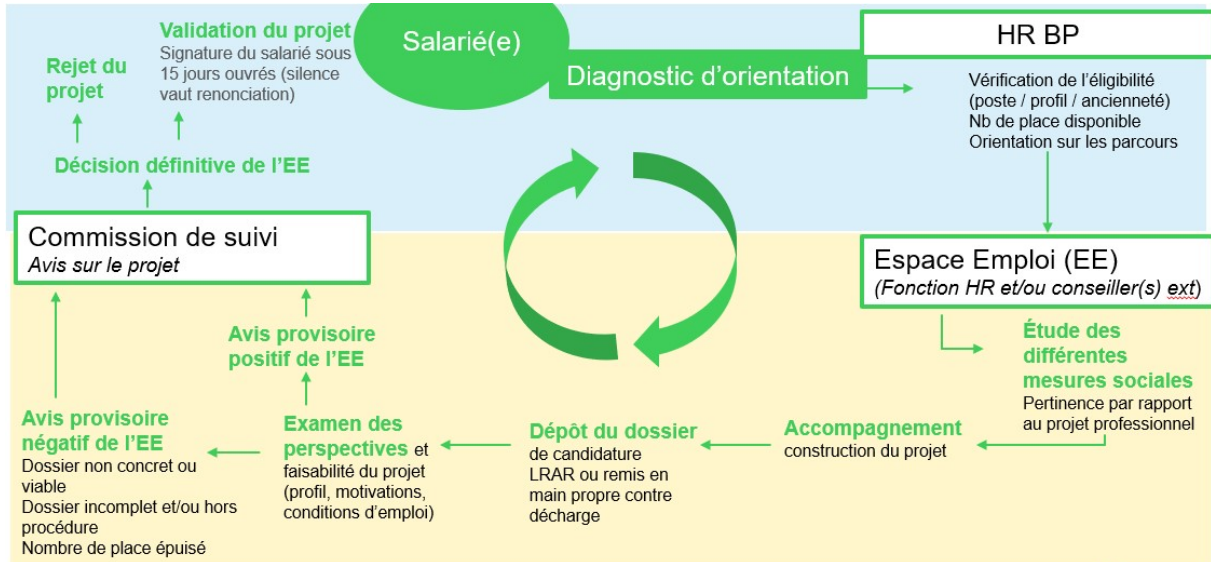 Salarié(e)
Diagnostic d'orientation
HR BP
Vérification de l'éligibilité
(poste / profil / ancienneté)
Nb de place disponible
Orientation sur les parcours
Espace Emploi (EE)
(Fonction HR et/ou conseiller(s) ext)
Étude des
différentes
mesures sociales
Pertinence par rapport
au projet professionnel
Accompagnement
construction du projet
Dépôt du dossier
de candidature
LRAR ou remis en
main propre contre
décharge
Examen des
perspectives et
faisabilité du projet
(profil, motivations,
conditions d'emploi)
Avis provisoire
positif de l'EE
Avis provisoire
négatif de l'EE
Dossier non concret ou
viable
Dossier incomplet et/ou hors
procédure
Nombre de place épuisé
Commission de suivi
Avis sur le projet
Décision définitive de l'EE
Rejet du
projet
Validation du projet
Signature du salarié sous
15 jours ouvrés (silence
vaut renonciation)